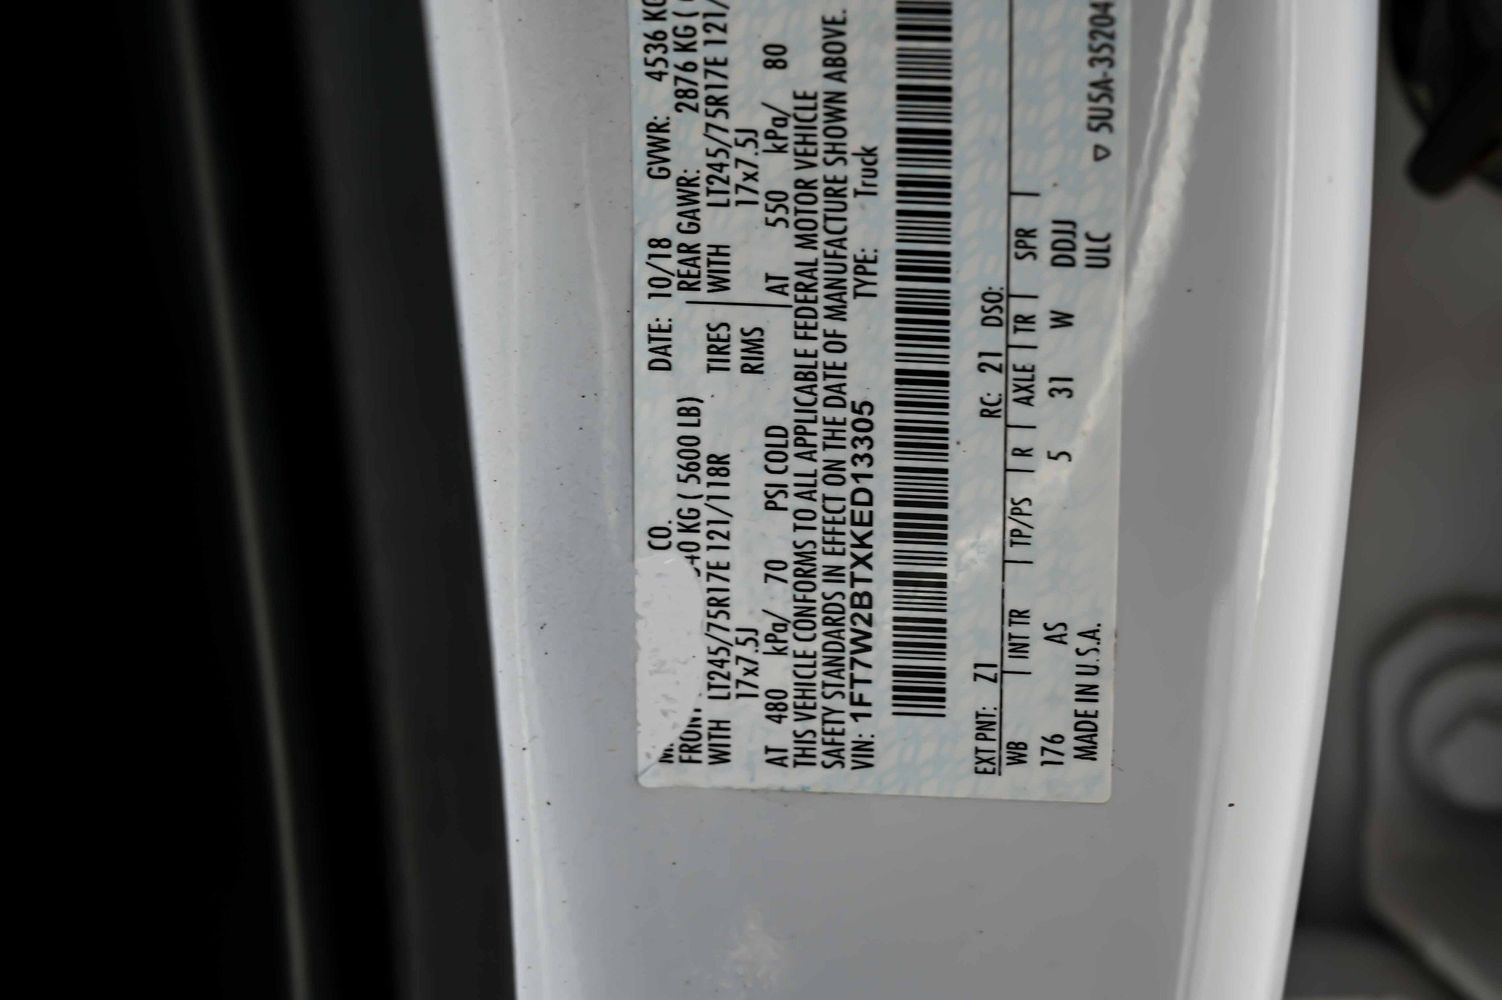 CO. DATE: 10/18 GVWR: 4536 KG
FRONT 40 KG ( 5600 LB) REAR GAWR: 2876 KG (
WITH LT245/75R17E 121/118R TIRES WITH LT245/75R17E 121/
17x7.5J RIMS 17x7.5J
AT 480 kPa/ 70 PSI COLD AT 550 kPa/ 80
THIS VEHICLE CONFORMS TO ALL APPLICABLE FEDERAL MOTOR VEHICLE
SAFETY STANDARDS IN EFFECT ON THE DATE OF MANUFACTURE SHOWN ABOVE.
VIN: 1FT7W2BTXKED13305 TYPE: Truck
EXT PNT: Z1 RC: 21 DSO:
WB | INT TR | TP/PS | R | AXLE | TR | SPR |
176 AS 5 31 W DDJJ
MADE IN U.S.A. ULC ▽ 5U5A-35204